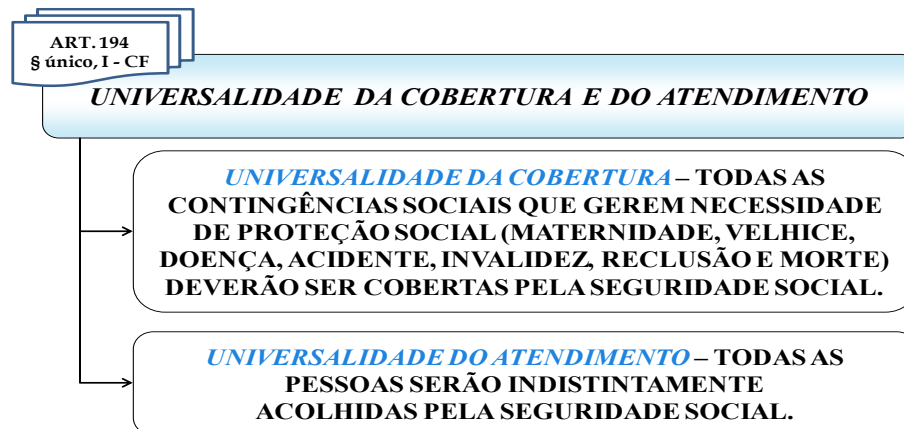 ART. 194
§ único, I - CF
UNIVERSALIDADE DA COBERTURA E DO ATENDIMENTO
UNIVERSALIDADE DA COBERTURA – TODAS AS
CONTINGÊNCIAS SOCIAIS QUE GEREM NECESSIDADE
DE PROTEÇÃO SOCIAL (MATERNIDADE, VELHICE,
DOENÇA, ACIDENTE, INVALIDEZ, RECLUSÃO E MORTE)
DEVERÃO SER COBERTAS PELA SEGURIDADE SOCIAL.
UNIVERSALIDADE DO ATENDIMENTO – TODAS AS
PESSOAS SERÃO INDISTINTAMENTE
ACOLHIDAS PELA SEGURIDADE SOCIAL.